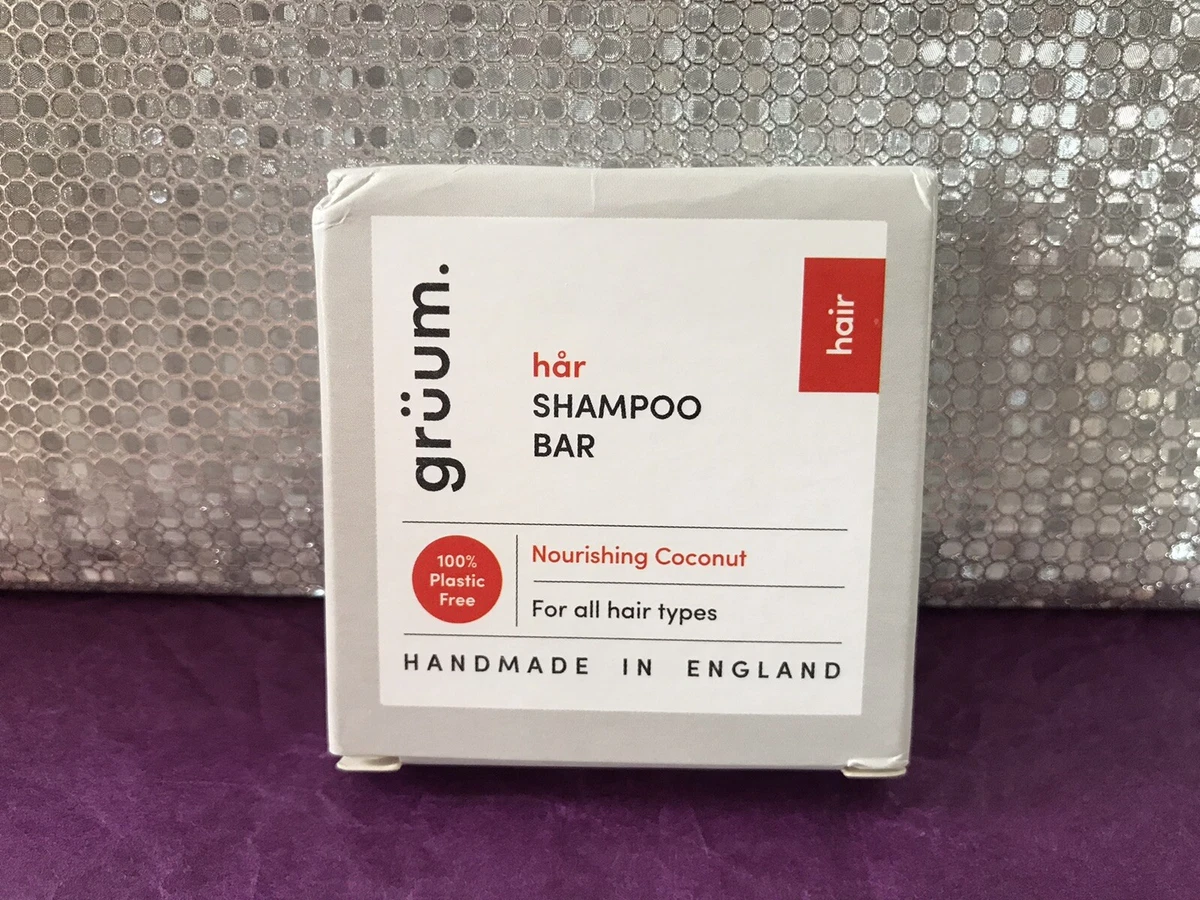 grüum.
hair
hår
SHAMPOO
BAR
100%
Plastic
Free
Nourishing Coconut
For all hair types
HANDMADE IN ENGLAND